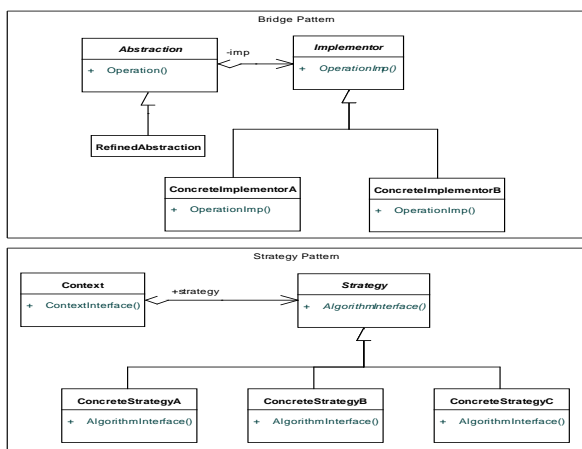 Bridge Pattern
Abstraction
+ Operation()
-imp
Implementor
+ OperationImp()
RefinedAbstraction
ConcreteImplementorA
+ OperationImp()
ConcreteImplementorB
+ OperationImp()
Strategy Pattern
Context
+ ContextInterface()
+strategy
Strategy
+ AlgorithmInterface()
ConcreteStrategyA
+ AlgorithmInterface()
ConcreteStrategyB
+ AlgorithmInterface()
ConcreteStrategyC
+ AlgorithmInterface()